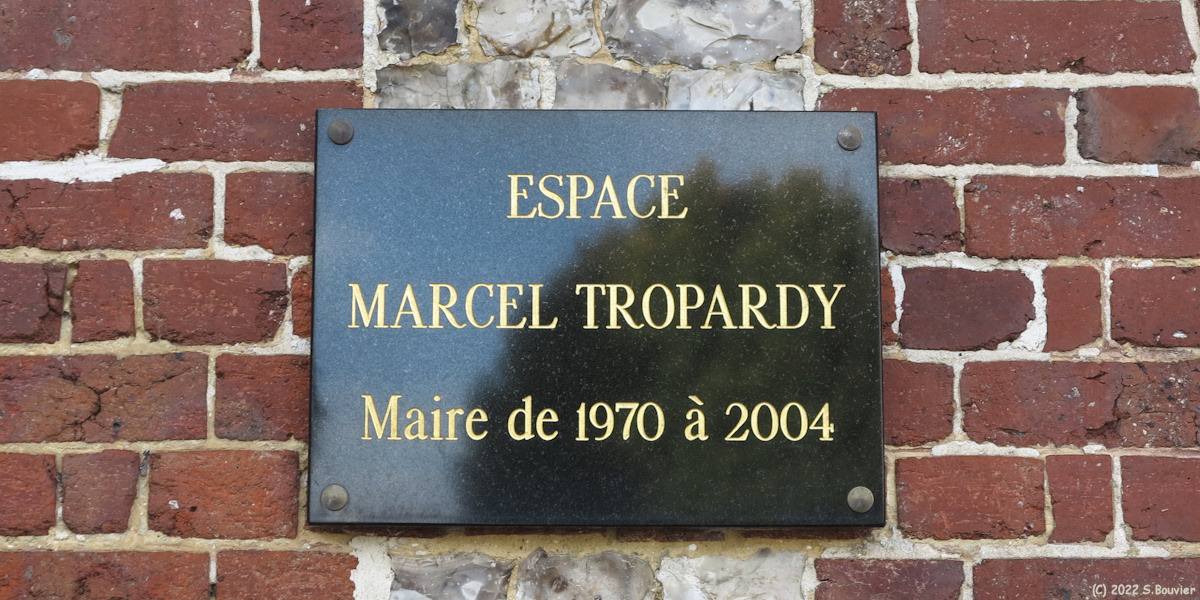 ESPACE
MARCEL TROPARDY
Maire de 1970 à 2004
(C) 2022 S.Bouvier